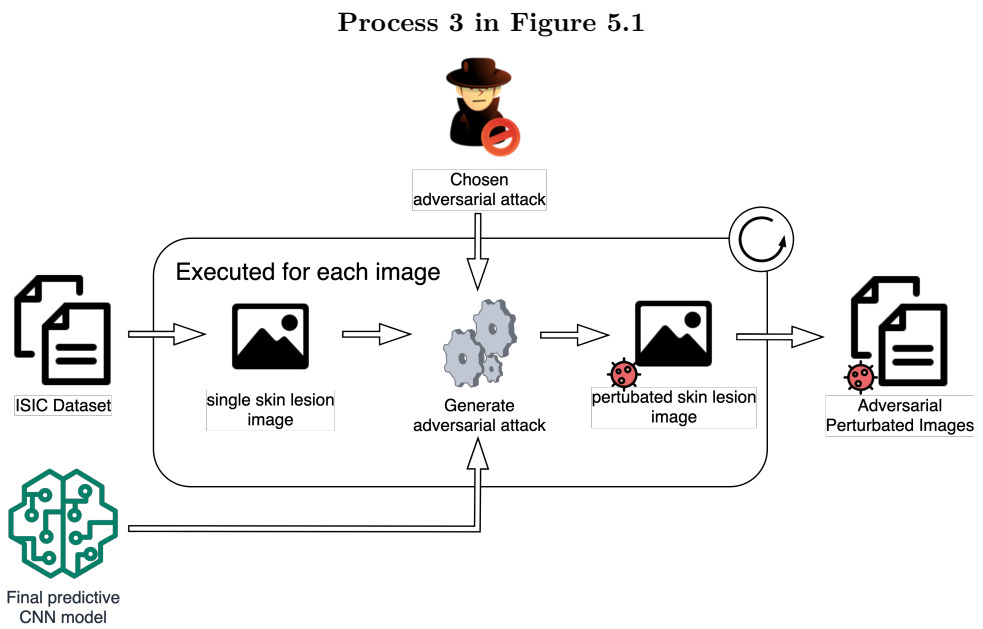 Process 3 in Figure 5.1
Chosen
adversarial attack
Executed for each image
ISIC Dataset
single skin lesion
image
Generate
adversarial attack
pertubated skin lesion
image
Adversarial
Perturbated Images
Final predictive
CNN model